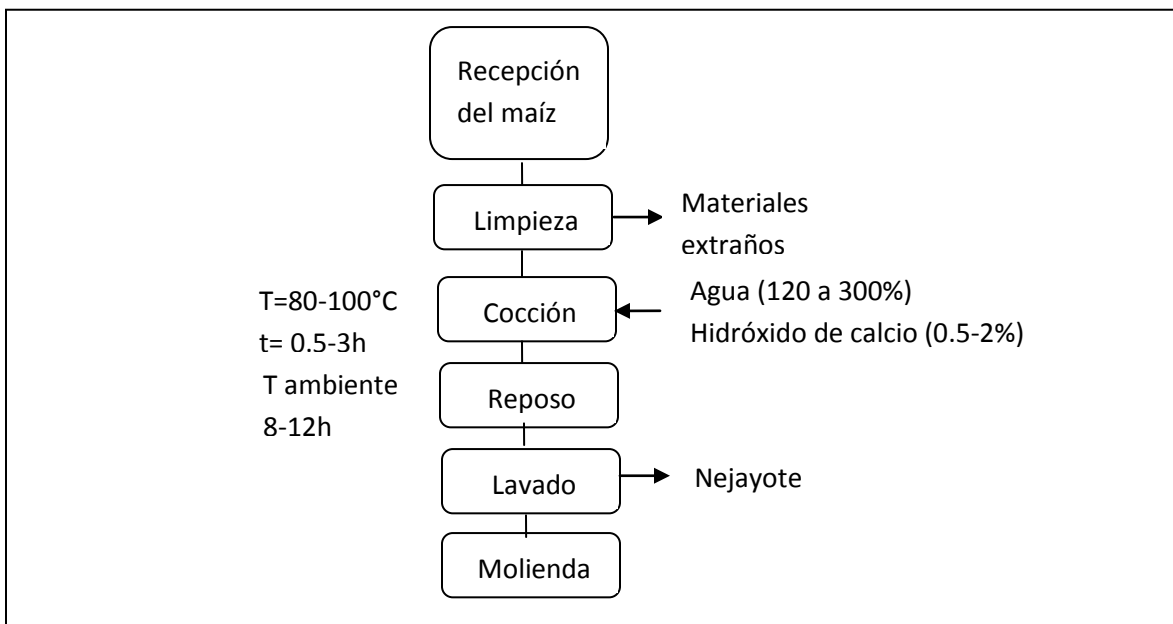 Recepción
del maíz
Limpieza
Materiales
extraños
T=80-100°C
t= 0.5-3h
Cocción
Agua (120 a 300%)
Hidróxido de calcio (0.5-2%)
T ambiente
8-12h
Reposo
Lavado
Nejayote
Molienda